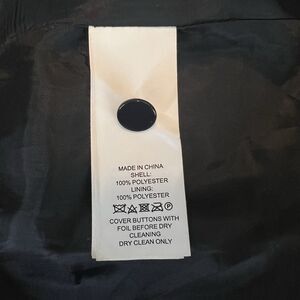 MADE IN CHINA
SHELL:
100% POLYESTER
LINING:
100% POLYESTER
P
COVER BUTTONS WITH
FOIL BEFORE DRY
CLEANING
DRY CLEAN ONLY